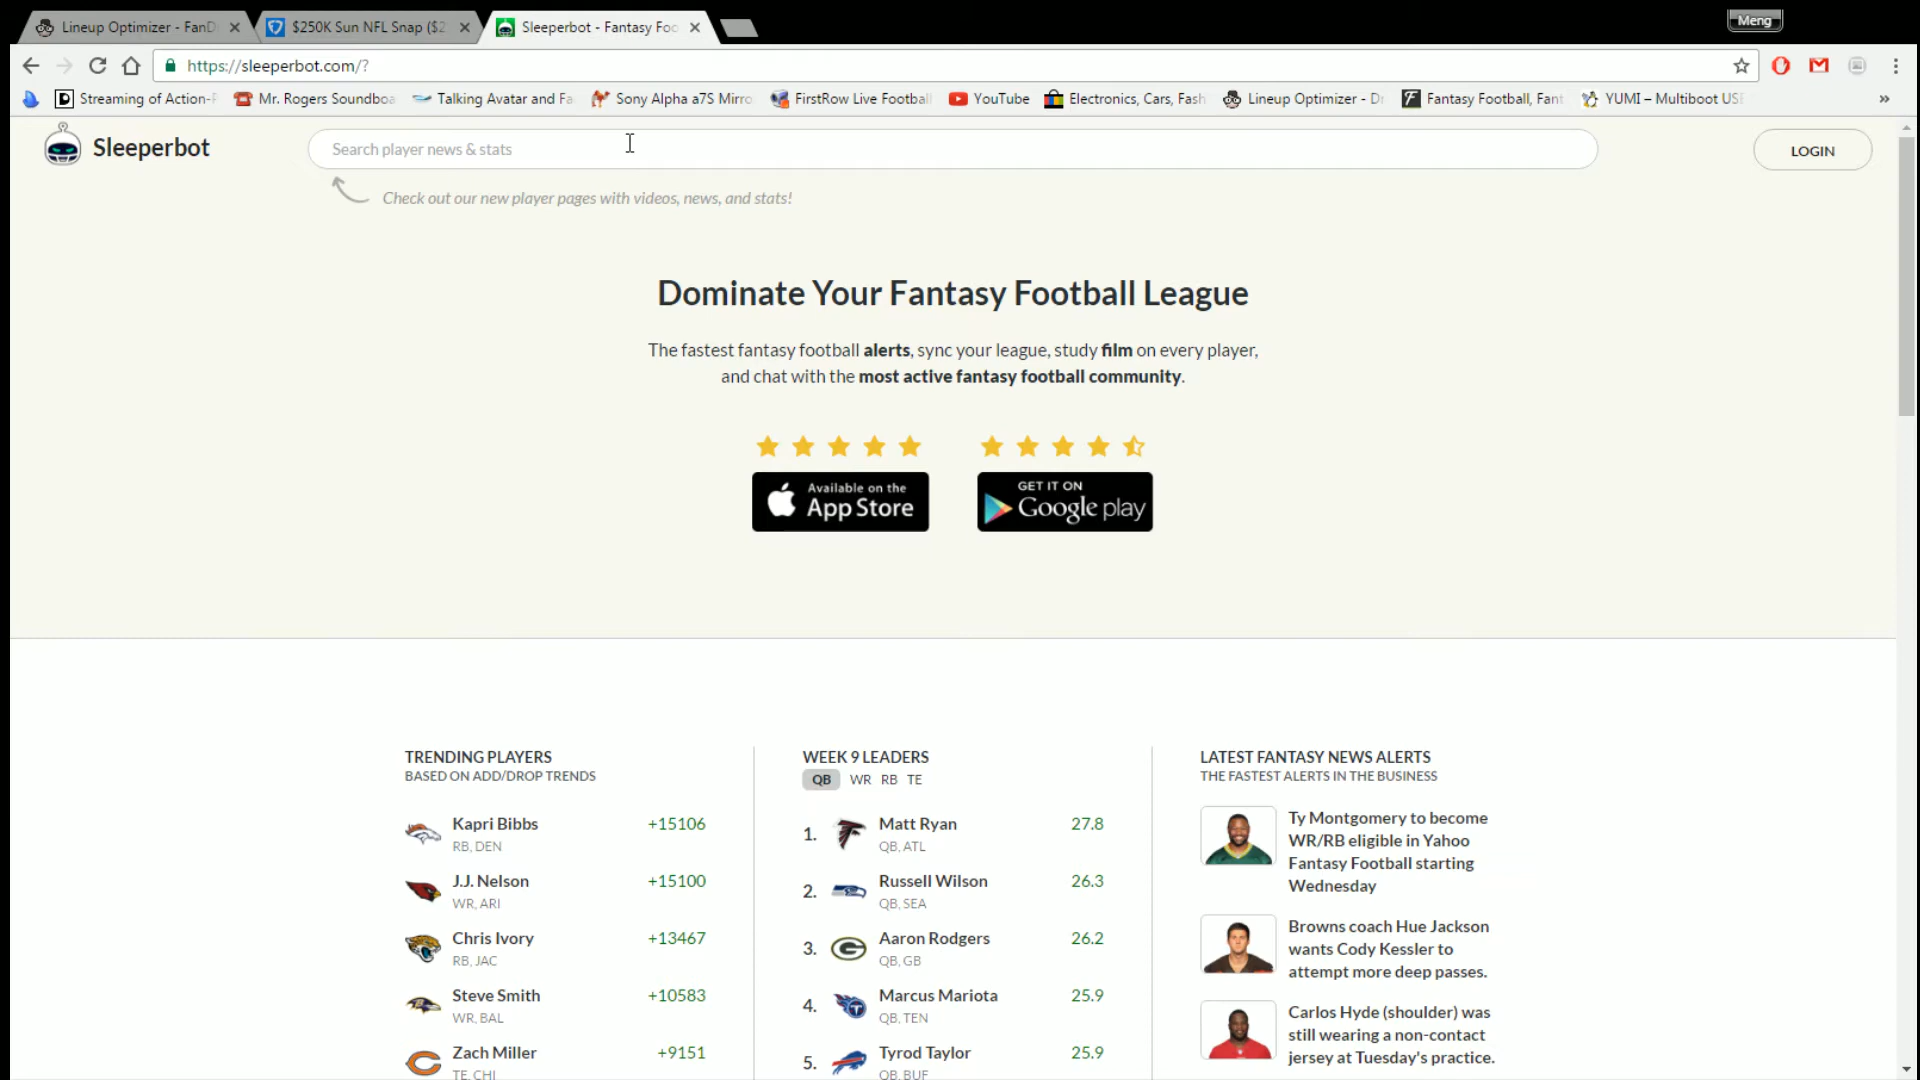 Meng
Lineup Optimizer - FanD
$250K Sun NFL Snap ($2
Sleeperbot - Fantasy Foo
https://sleeperbot.com/?
Streaming of Action-F
Mr. Rogers Soundboa
Talking Avatar and Fa
Sony Alpha a7S Mirro
FirstRow Live Football
YouTube
Electronics, Cars, Fash
Lineup Optimizer - Dr
Fantasy Football, Fant
YUMI – Multiboot USB
Sleeperbot
Search player news & stats
LOGIN
Check out our new player pages with videos, news, and stats!
Dominate Your Fantasy Football League
The fastest fantasy football alerts, sync your league, study film on every player,
and chat with the most active fantasy football community.
Available on the
App Store
GET IT ON
Google play
TRENDING PLAYERS
BASED ON ADD/DROP TRENDS
Kapri Bibbs +15106
RB, DEN
J.J. Nelson +15100
WR, ARI
Chris Ivory +13467
RB, JAC
Steve Smith +10583
WR, BAL
Zach Miller +9151
TE, CHI
WEEK 9 LEADERS
QB WR RB TE
1. Matt Ryan 27.8
QB, ATL
2. Russell Wilson 26.3
QB, SEA
3. Aaron Rodgers 26.2
QB, GB
4. Marcus Mariota 25.9
QB, TEN
5. Tyrod Taylor 25.9
QB, BUF
LATEST FANTASY NEWS ALERTS
THE FASTEST ALERTS IN THE BUSINESS
Ty Montgomery to become
WR/RB eligible in Yahoo
Fantasy Football starting
Wednesday
Browns coach Hue Jackson
wants Cody Kessler to
attempt more deep passes.
Carlos Hyde (shoulder) was
still wearing a non-contact
jersey at Tuesday's practice.